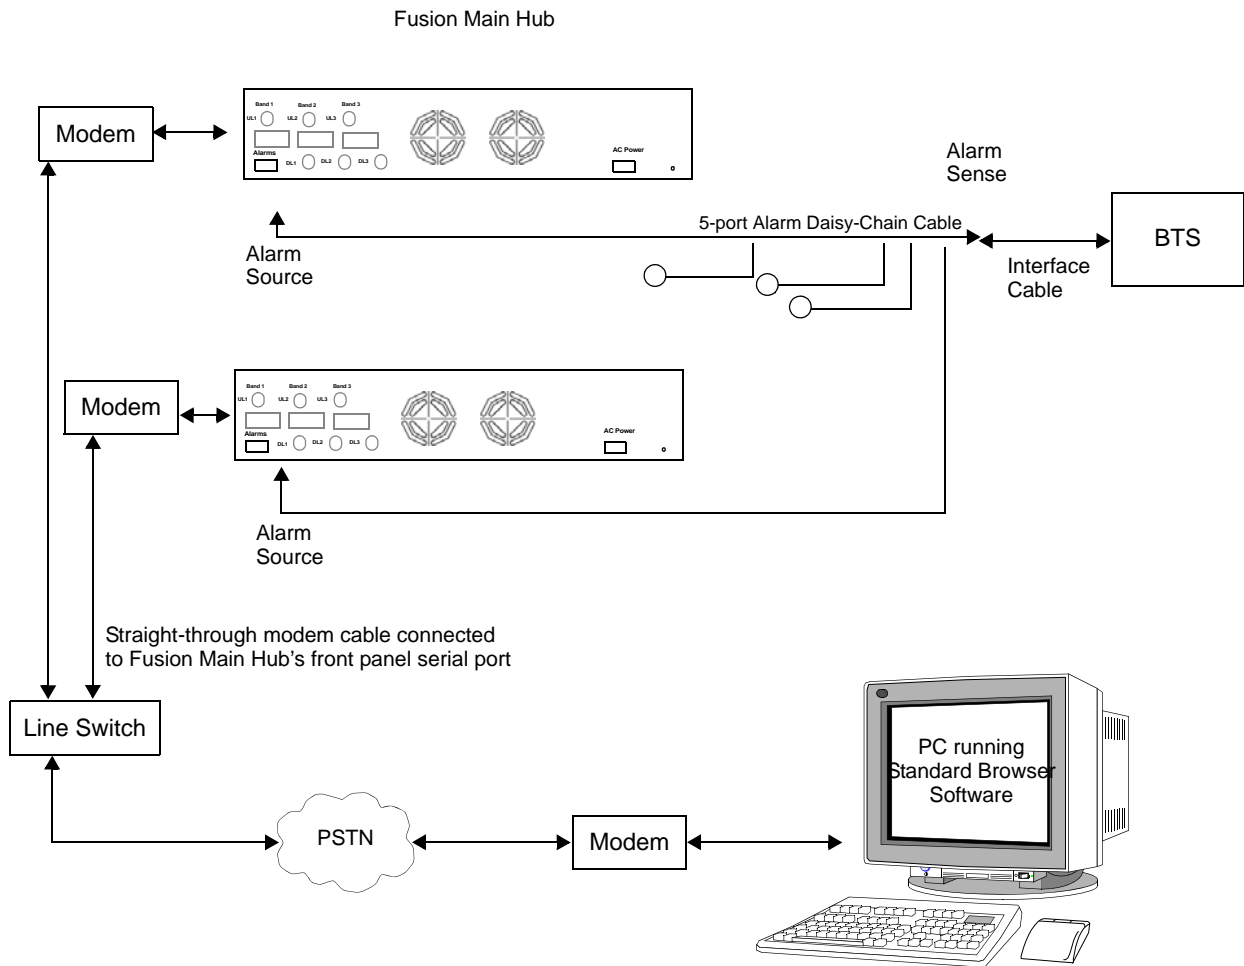 Fusion Main Hub
Band 1 Band 2 Band 3
UL1 UL2 UL3
Modem
Alarms
DL1 DL2 DL3
AC Power
Alarm
Sense
5-port Alarm Daisy-Chain Cable
BTS
Alarm
Source
Interface
Cable
Band 1 Band 2 Band 3
UL1 UL2 UL3
Modem
Alarms
DL1 DL2 DL3
AC Power
Alarm
Source
Straight-through modem cable connected
to Fusion Main Hub's front panel serial port
Line Switch
PC running
Standard Browser
Software
PSTN
Modem